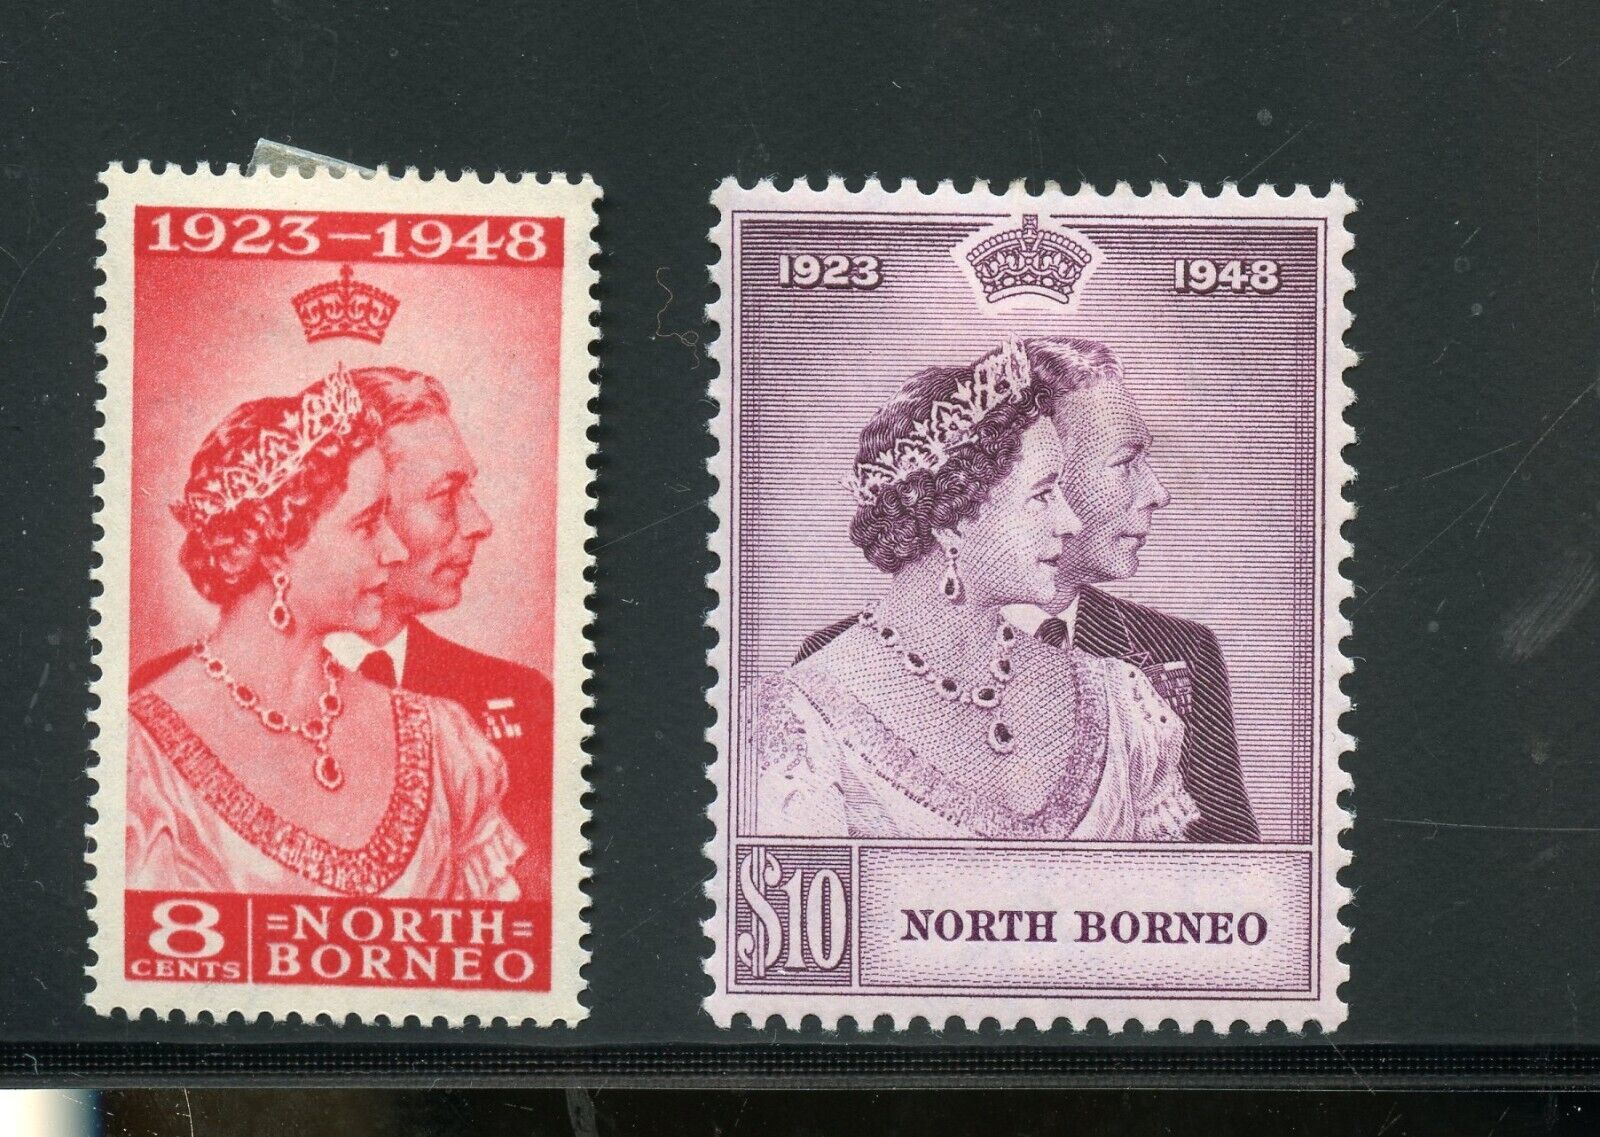 1923–1948
8
CENTS
=NORTH=
BORNEO
1923 1948
$10
NORTH BORNEO